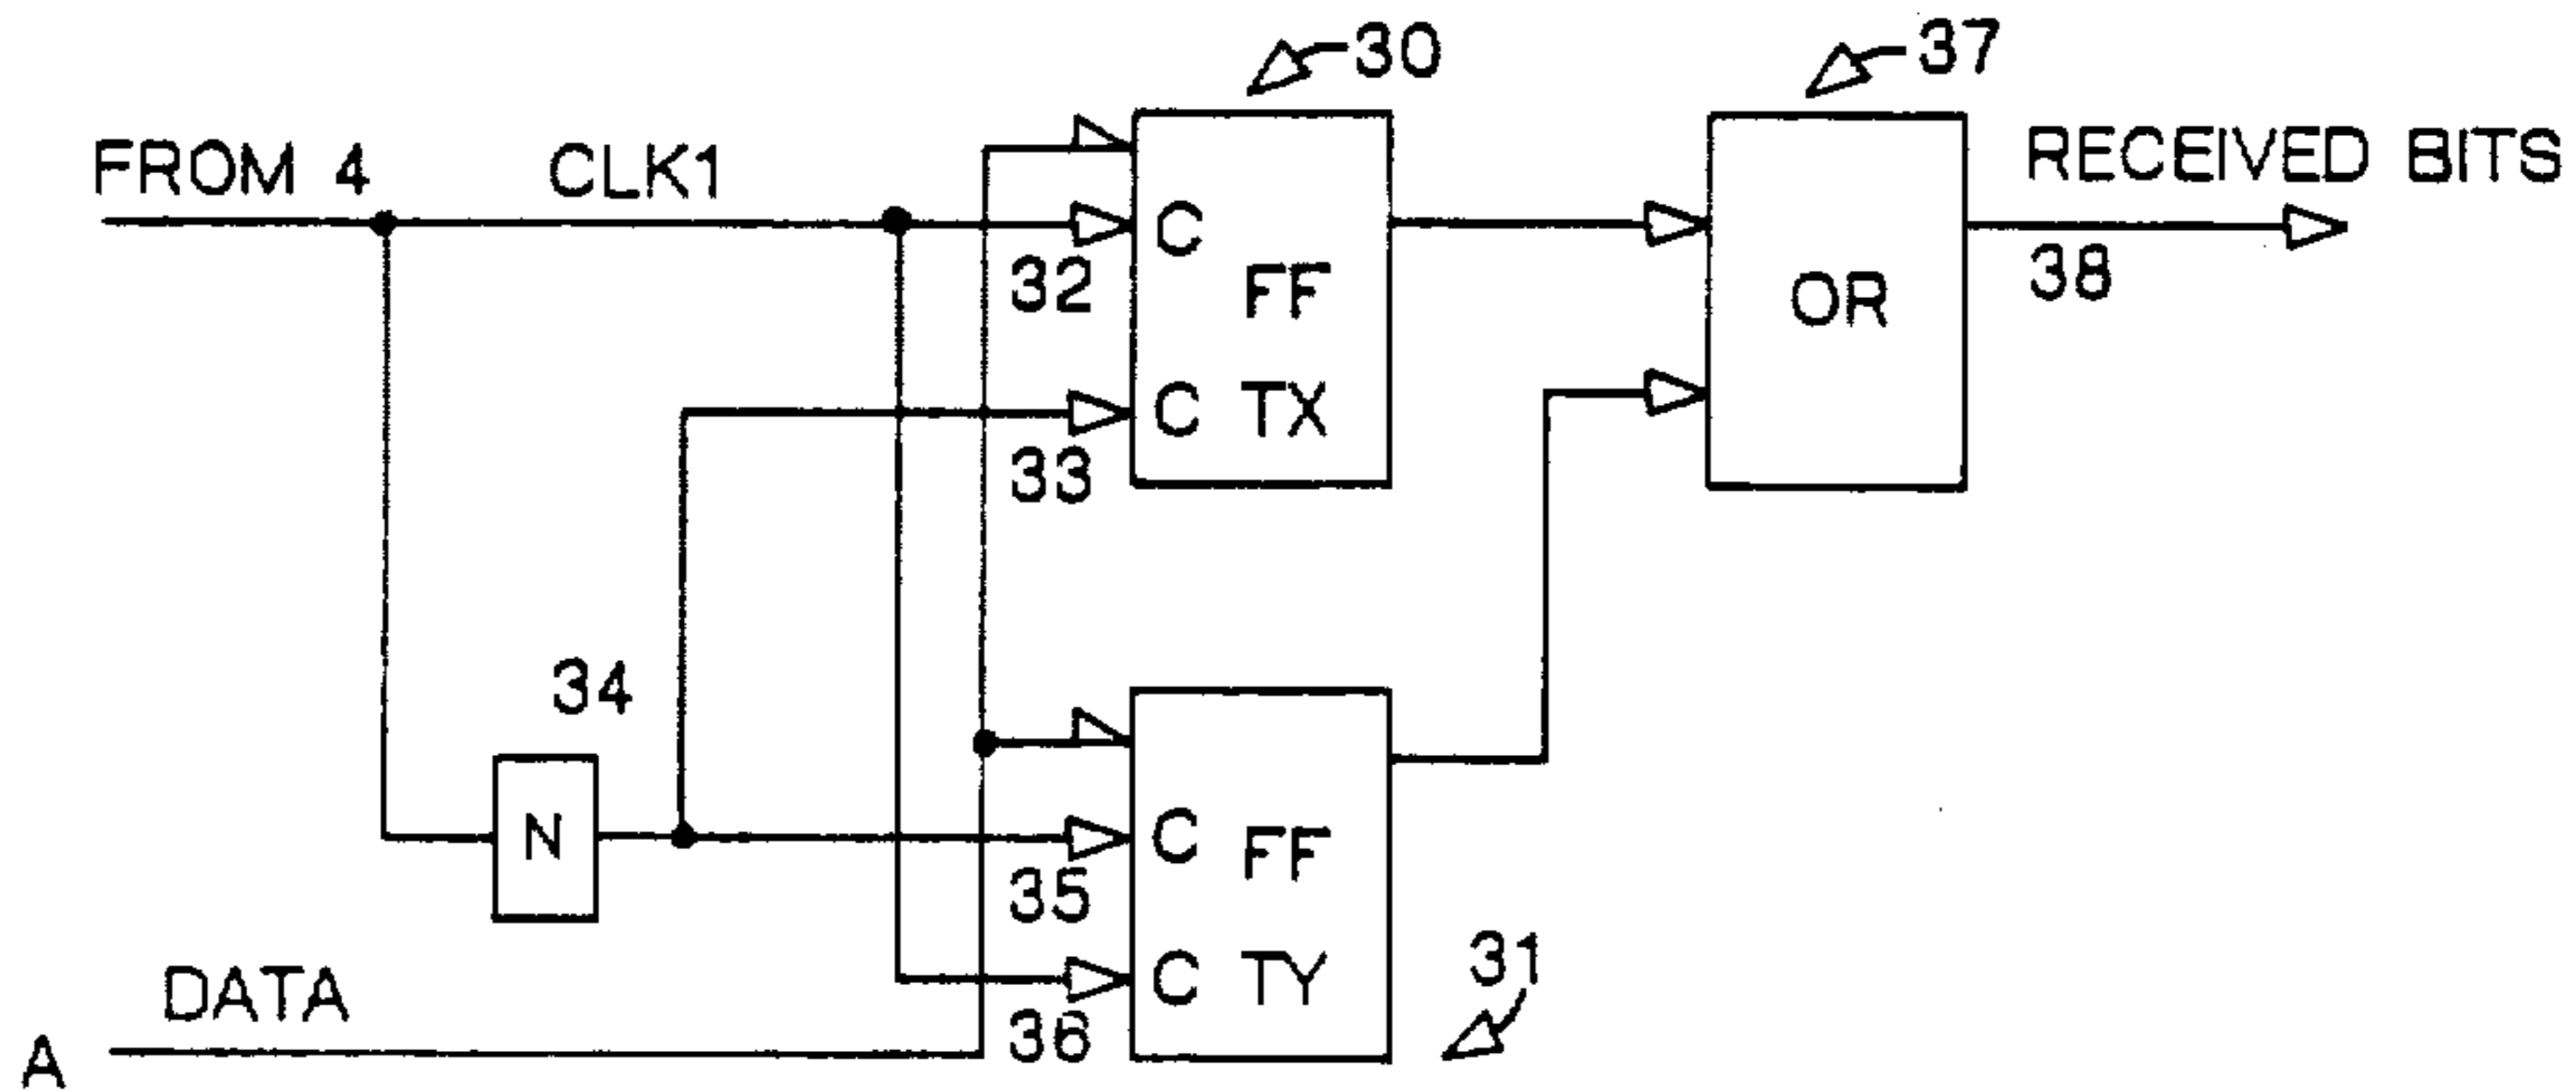 30
37
FROM 4 CLK1
RECEIVED BITS
C
32
FF
OR
38
C TX
33
34
N
C
FF
35
31
C TY
36
DATA
A